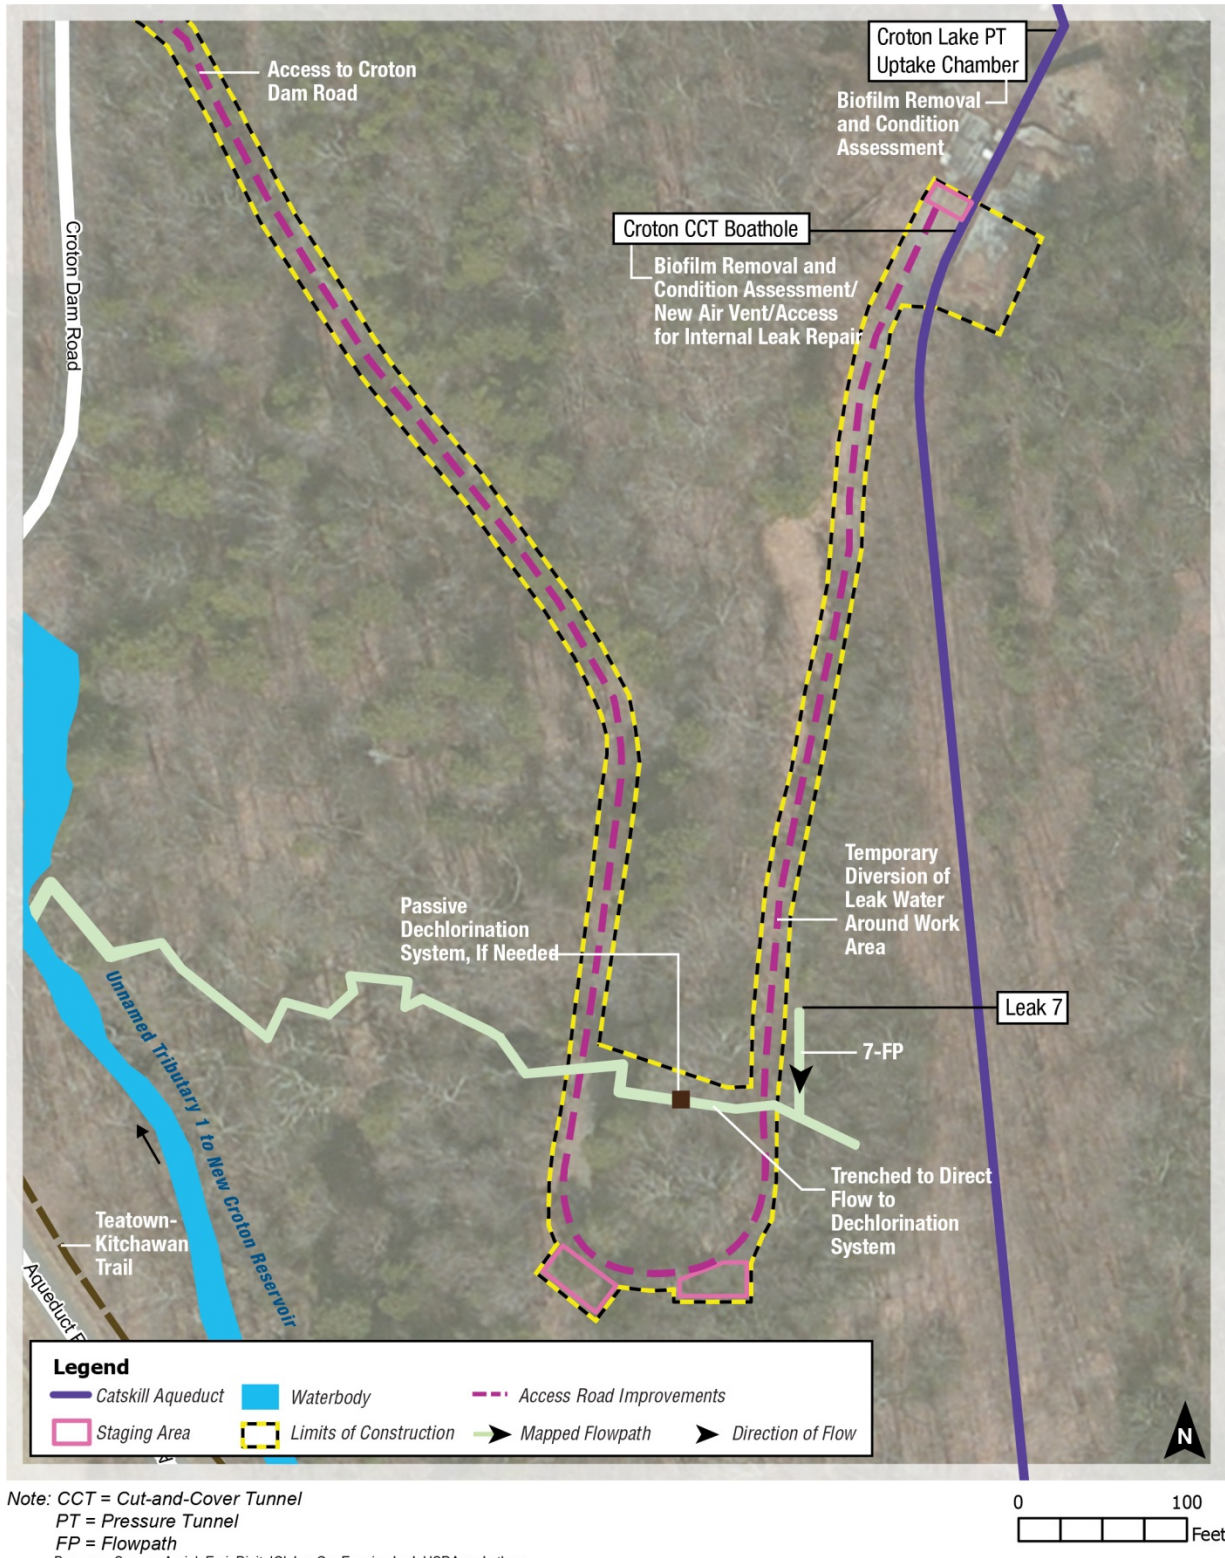 Croton Lake PT
Uptake Chamber
Access to Croton
Dam Road
Biofilm Removal
and Condition
Assessment
Croton Dam Road
Croton CCT Boathole
Biofilm Removal and
Condition Assessment/
New Air Vent/Access
for Internal Leak Repair
Temporary
Diversion of
Leak Water
Around Work
Area
Passive
Dechlorination
System, If Needed
Leak 7
7-FP
Unnamed Tributary 1 to New Croton Reservoir
Trenched to Direct
Flow to
Dechlorination
System
Teatown-
Kitchawan
Trail
Aqueduct
Legend
Catskill Aqueduct
Waterbody
Access Road Improvements
Staging Area
Limits of Construction
Mapped Flowpath
Direction of Flow
N
Note: CCT = Cut-and-Cover Tunnel
PT = Pressure Tunnel
FP = Flowpath
0 100
Feet